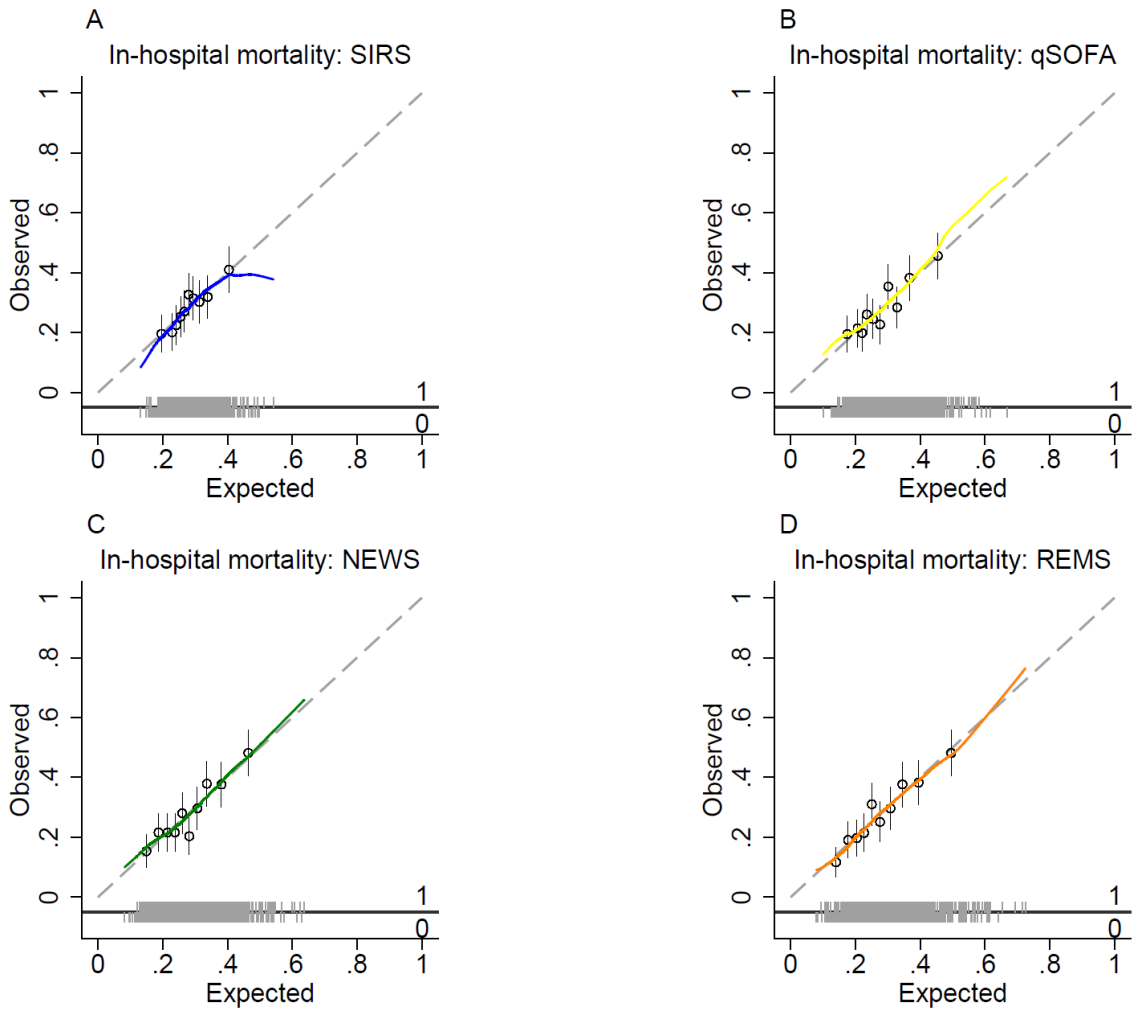 A
In-hospital mortality: SIRS
Observed
1
.8
.6
.4
.2
0
1
0
0 .2 .4 .6 .8 1
Expected
B
In-hospital mortality: qSOFA
Observed
1
.8
.6
.4
.2
0
1
0
0 .2 .4 .6 .8 1
Expected
C
In-hospital mortality: NEWS
Observed
1
.8
.6
.4
.2
0
1
0
0 .2 .4 .6 .8 1
Expected
D
In-hospital mortality: REMS
Observed
1
.8
.6
.4
.2
0
1
0
0 .2 .4 .6 .8 1
Expected